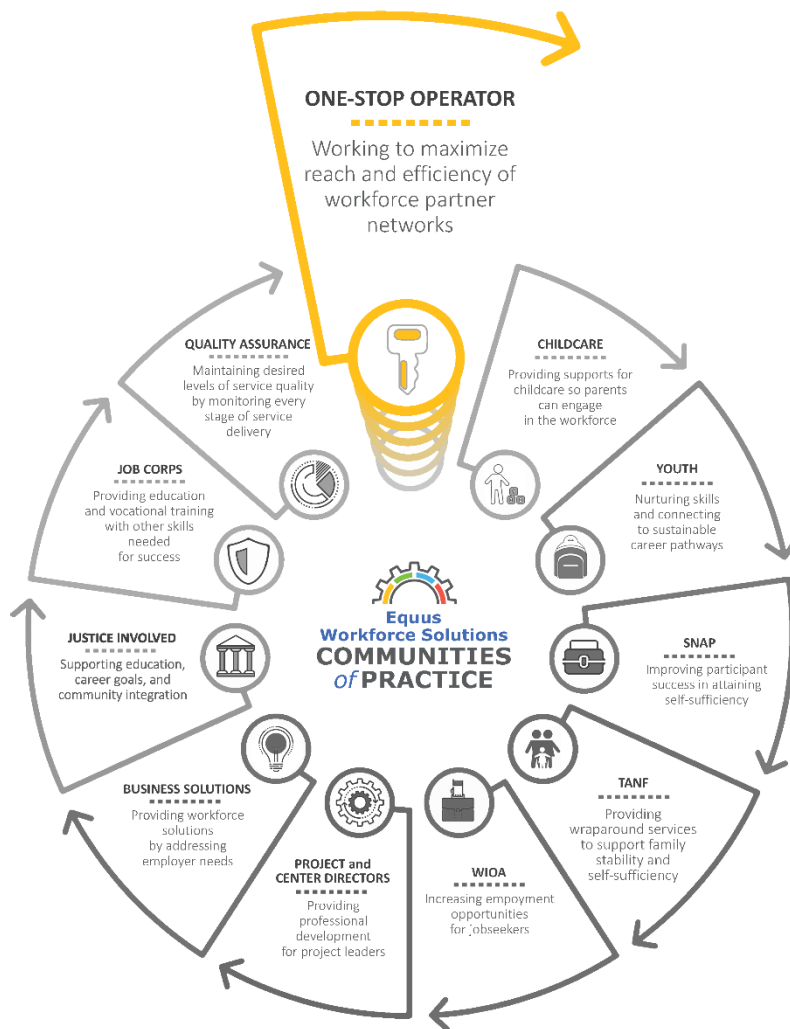 ONE-STOP OPERATOR
Working to maximize
reach and efficiency of
workforce partner
networks
CHILDCARE
Providing supports for
childcare so parents
can engage
in the workforce
YOUTH
Nurturing skills
and connecting
to sustainable
career pathways
SNAP
Improving participant
success in attaining
self-sufficiency
TANF
Providing
wraparound services
to support family
stability and
self-sufficiency
WIOA
Increasing empoyment
opportunities
for jobseekers
PROJECT and
CENTER DIRECTORS
Providing
professional
development
for project leaders
BUSINESS SOLUTIONS
Providing workforce
solutions
by addressing
employer needs
JUSTICE INVOLVED
Supporting education,
career goals, and
community integration
JOB CORPS
Providing education
and vocational training
with other skills
needed
for success
QUALITY ASSURANCE
Maintaining desired
levels of service quality
by monitoring every
stage of service
delivery
Equus
Workforce Solutions
COMMUNITIES
of PRACTICE